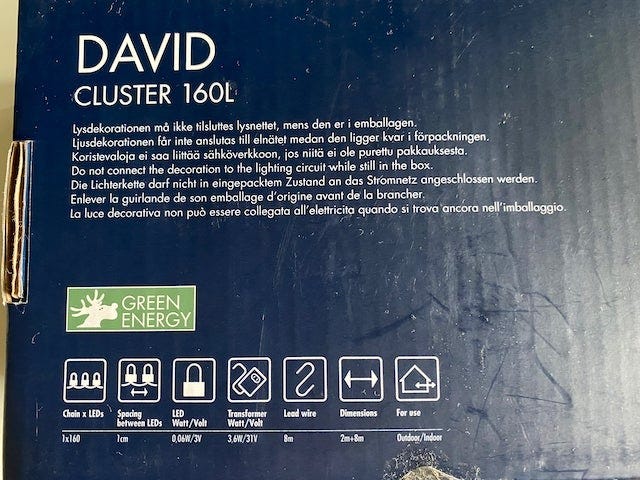 DAVID
CLUSTER 160L
Lysdekorationen må ikke tilsluttes lysnettet, mens den er i emballagen.
Ljusdekorationen får inte anslutas till elnätet medan den ligger kvar i förpackningen.
Koristevaloja ei saa liittää sähköverkkoon, jos niitä ei ole purettu pakkauksesta.
Do not connect the decoration to the lighting circuit while still in the box.
Die Lichterkette darf nicht in eingepacktem Zustand an das Stromnetz angeschlossen werden.
Enlever la guirlande de son emballage d'origine avant de la brancher.
La luce decorativa non può essere collegata all'elettricita quando si trova ancora nell'imballaggio.
GREEN
ENERGY
Chain x LEDs Spacing between LEDs LED Watt/Volt Transformer Watt/Volt Lead wire Dimensions For use
1x160 1cm 0,06W/3V 3,6W/31V 8m 2m+8m Outdoor/Indoor